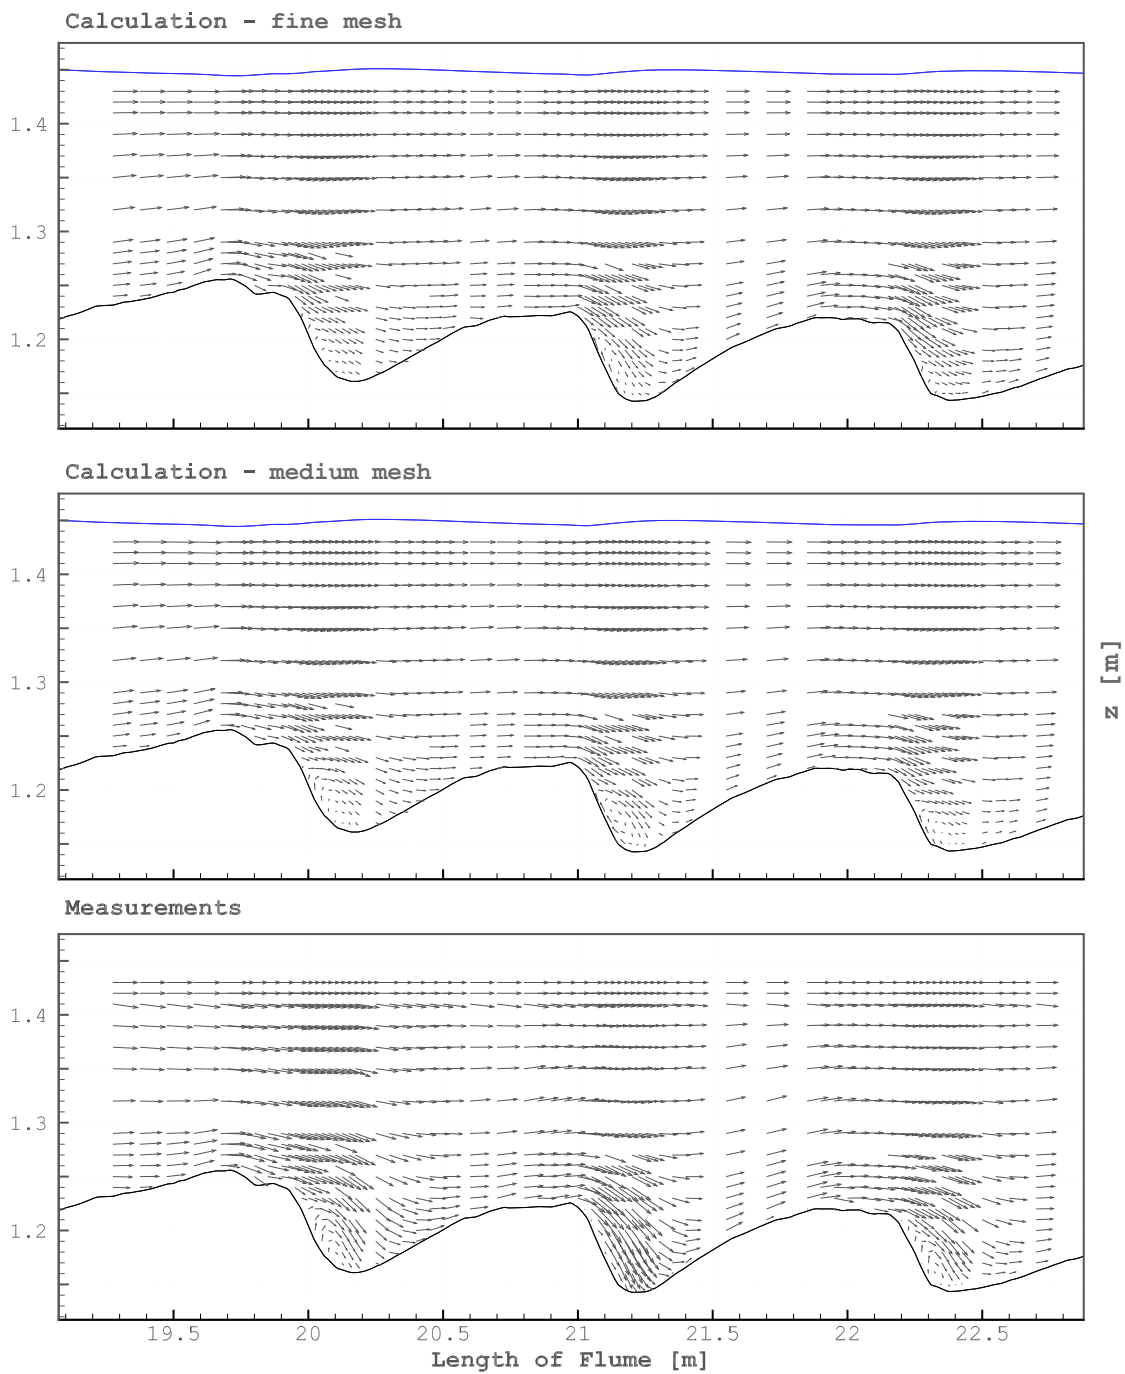 Calculation - fine mesh
1.4
1.3
1.2
Calculation - medium mesh
1.4
1.3
1.2
z [m]
Measurements
1.4
1.3
1.2
19.5 20 20.5 21 21.5 22 22.5
Length of Flume [m]